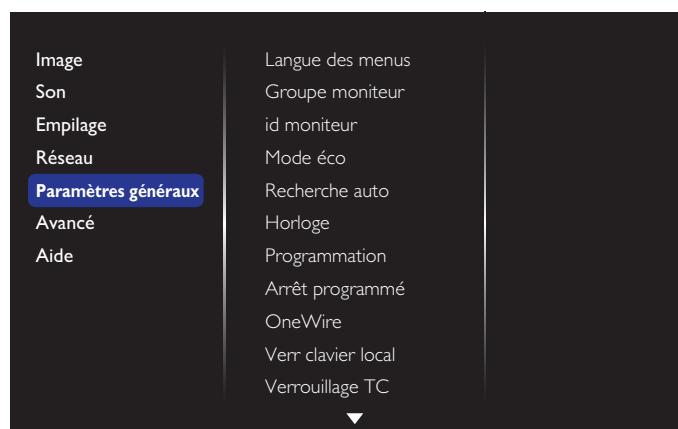 Image
Son
Empilage
Réseau
Paramètres généraux
Avancé
Aide
Langue des menus
Groupe moniteur
id moniteur
Mode éco
Recherche auto
Horloge
Programmation
Arrêt programmé
OneWire
Verr clavier local
Verrouillage TC